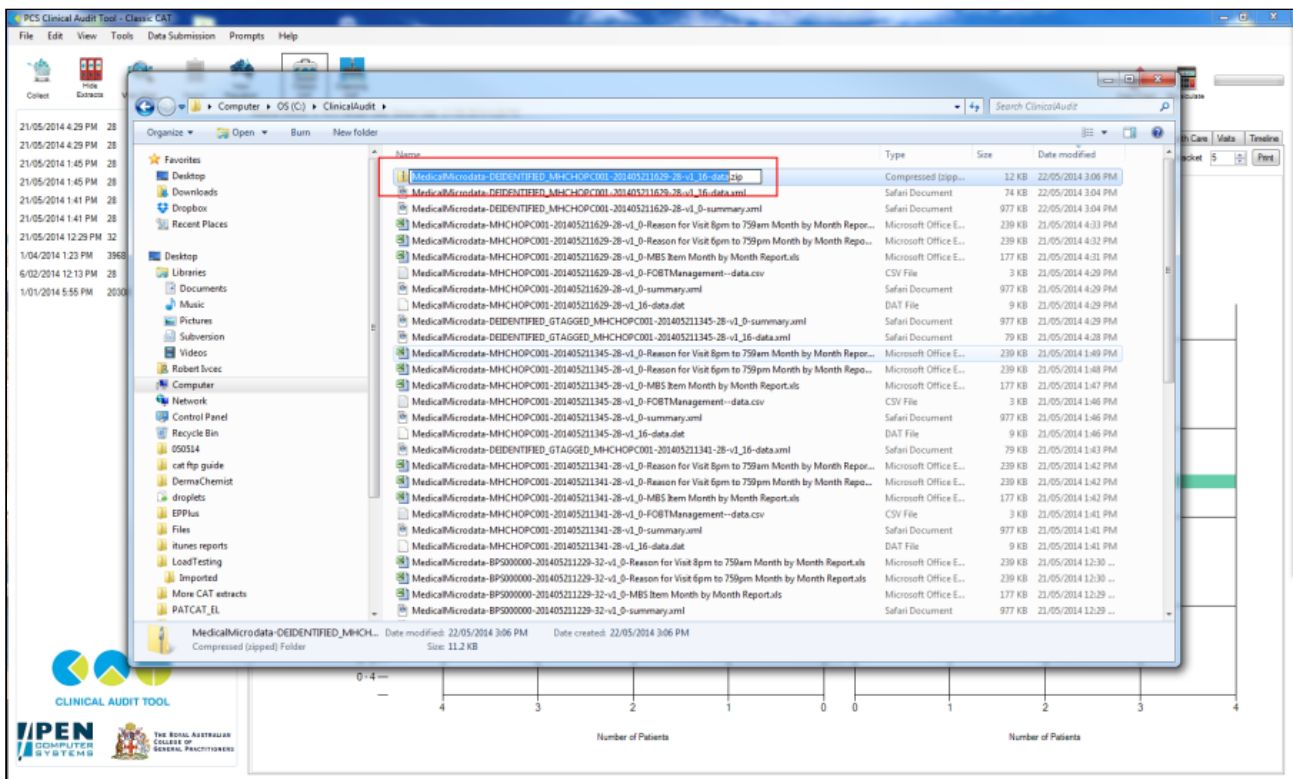 PCS Clinical Audit Tool - Classic CAT
File Edit View Tools Data Submission Prompts Help
Collect
Hide
Extracts
Computer ▸ OS (C:) ▸ ClinicalAudit ▸
Search ClinicalAudit
Organize Open Burn New folder
21/05/2014 4:29 PM 28
21/05/2014 4:29 PM 28
21/05/2014 1:45 PM 28
21/05/2014 1:45 PM 28
21/05/2014 1:41 PM 28
21/05/2014 1:41 PM 28
21/05/2014 12:29 PM 32
1/04/2014 1:23 PM 3968
6/02/2014 12:13 PM 28
1/01/2014 5:55 PM
Favorites
Desktop
Downloads
Dropbox
Recent Places
Desktop
Libraries
Documents
Music
Pictures
Subversion
Videos
Robert Ivcec
Computer
Network
Control Panel
Recycle Bin
050514
cat ftp guide
DermaChemist
droplets
EPPlus
Files
itunes reports
LoadTesting
Imported
More CAT extracts
PATCAT_EL
Name Type Size Date modified
MedicalMicrodata-DEIDENTIFIED_MHCHOPC001-201405211629-28-v1_16-data.zip Compressed (zipp... 12 KB 22/05/2014 3:06 PM
MedicalMicrodata-DEIDENTIFIED_MHCHOPC001-201405211629-28-v1_16-data.xml Safari Document 74 KB 22/05/2014 3:04 PM
MedicalMicrodata-DEIDENTIFIED_MHCHOPC001-201405211629-28-v1_0-summary.xml Safari Document 977 KB 22/05/2014 3:04 PM
MedicalMicrodata-MHCHOPC001-201405211629-28-v1_0-Reason for Visit 8pm to 759am Month by Month Repor... Microsoft Office E... 239 KB 21/05/2014 4:33 PM
MedicalMicrodata-MHCHOPC001-201405211629-28-v1_0-Reason for Visit 6pm to 759pm Month by Month Repo... Microsoft Office E... 239 KB 21/05/2014 4:32 PM
MedicalMicrodata-MHCHOPC001-201405211629-28-v1_0-MBS Item Month by Month Report.xls Microsoft Office E... 177 KB 21/05/2014 4:31 PM
MedicalMicrodata-MHCHOPC001-201405211629-28-v1_0-FOBTManagement--data.csv CSV File 3 KB 21/05/2014 4:29 PM
MedicalMicrodata-MHCHOPC001-201405211629-28-v1_0-summary.xml Safari Document 977 KB 21/05/2014 4:29 PM
MedicalMicrodata-MHCHOPC001-201405211629-28-v1_16-data.dat DAT File 9 KB 21/05/2014 4:29 PM
MedicalMicrodata-DEIDENTIFIED_GTAGGED_MHCHOPC001-201405211345-28-v1_0-summary.xml Safari Document 977 KB 21/05/2014 4:29 PM
MedicalMicrodata-DEIDENTIFIED_GTAGGED_MHCHOPC001-201405211345-28-v1_16-data.xml Safari Document 79 KB 21/05/2014 4:28 PM
MedicalMicrodata-MHCHOPC001-201405211345-28-v1_0-Reason for Visit 8pm to 759am Month by Month Repor... Microsoft Office E... 239 KB 21/05/2014 1:49 PM
MedicalMicrodata-MHCHOPC001-201405211345-28-v1_0-Reason for Visit 6pm to 759pm Month by Month Repo... Microsoft Office E... 239 KB 21/05/2014 1:48 PM
MedicalMicrodata-MHCHOPC001-201405211345-28-v1_0-MBS Item Month by Month Report.xls Microsoft Office E... 177 KB 21/05/2014 1:47 PM
MedicalMicrodata-MHCHOPC001-201405211345-28-v1_0-FOBTManagement--data.csv CSV File 3 KB 21/05/2014 1:46 PM
MedicalMicrodata-MHCHOPC001-201405211345-28-v1_0-summary.xml Safari Document 977 KB 21/05/2014 1:46 PM
MedicalMicrodata-MHCHOPC001-201405211345-28-v1_16-data.dat DAT File 9 KB 21/05/2014 1:46 PM
MedicalMicrodata-DEIDENTIFIED_GTAGGED_MHCHOPC001-201405211341-28-v1_16-data.xml Safari Document 79 KB 21/05/2014 1:43 PM
MedicalMicrodata-MHCHOPC001-201405211341-28-v1_0-Reason for Visit 8pm to 759am Month by Month Repor... Microsoft Office E... 239 KB 21/05/2014 1:42 PM
MedicalMicrodata-MHCHOPC001-201405211341-28-v1_0-Reason for Visit 6pm to 759pm Month by Month Repo... Microsoft Office E... 239 KB 21/05/2014 1:42 PM
MedicalMicrodata-MHCHOPC001-201405211341-28-v1_0-MBS Item Month by Month Report.xls Microsoft Office E... 177 KB 21/05/2014 1:42 PM
MedicalMicrodata-MHCHOPC001-201405211341-28-v1_0-FOBTManagement--data.csv CSV File 3 KB 21/05/2014 1:41 PM
MedicalMicrodata-MHCHOPC001-201405211341-28-v1_0-summary.xml Safari Document 977 KB 21/05/2014 1:41 PM
MedicalMicrodata-MHCHOPC001-201405211341-28-v1_16-data.dat DAT File 9 KB 21/05/2014 1:41 PM
MedicalMicrodata-BPS000000-201405211229-32-v1_0-Reason for Visit 8pm to 759am Month by Month Report.xls Microsoft Office E... 239 KB 21/05/2014 12:30 ...
MedicalMicrodata-BPS000000-201405211229-32-v1_0-Reason for Visit 6pm to 759pm Month by Month Report.xls Microsoft Office E... 239 KB 21/05/2014 12:30 ...
MedicalMicrodata-BPS000000-201405211229-32-v1_0-MBS Item Month by Month Report.xls Microsoft Office E... 177 KB 21/05/2014 12:29 ...
MedicalMicrodata-BPS000000-201405211229-32-v1_0-summary.xml Safari Document 977 KB 21/05/2014 12:29 ...
MedicalMicrodata-DEIDENTIFIED_MHCH... Date modified: 22/05/2014 3:06 PM Date created: 22/05/2014 3:06 PM
Compressed (zipped) Folder Size: 11.2 KB
th Care Visits Timeline
acket 5 Print
0 - 4
4 3 2 1 0 0 1 2 3 4
Number of Patients Number of Patients
CLINICAL AUDIT TOOL
PEN
COMPUTER
SYSTEMS
THE ROYAL AUSTRALIAN
COLLEGE OF
GENERAL PRACTITIONERS